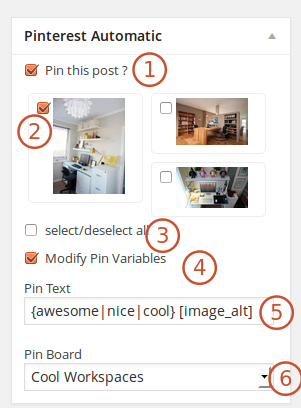 Pinterest Automatic
Pin this post ? 1
2
select/deselect all 3
Modify Pin Variables 4
Pin Text
{awesome|nice|cool} [image_alt] 5
Pin Board
Cool Workspaces 6